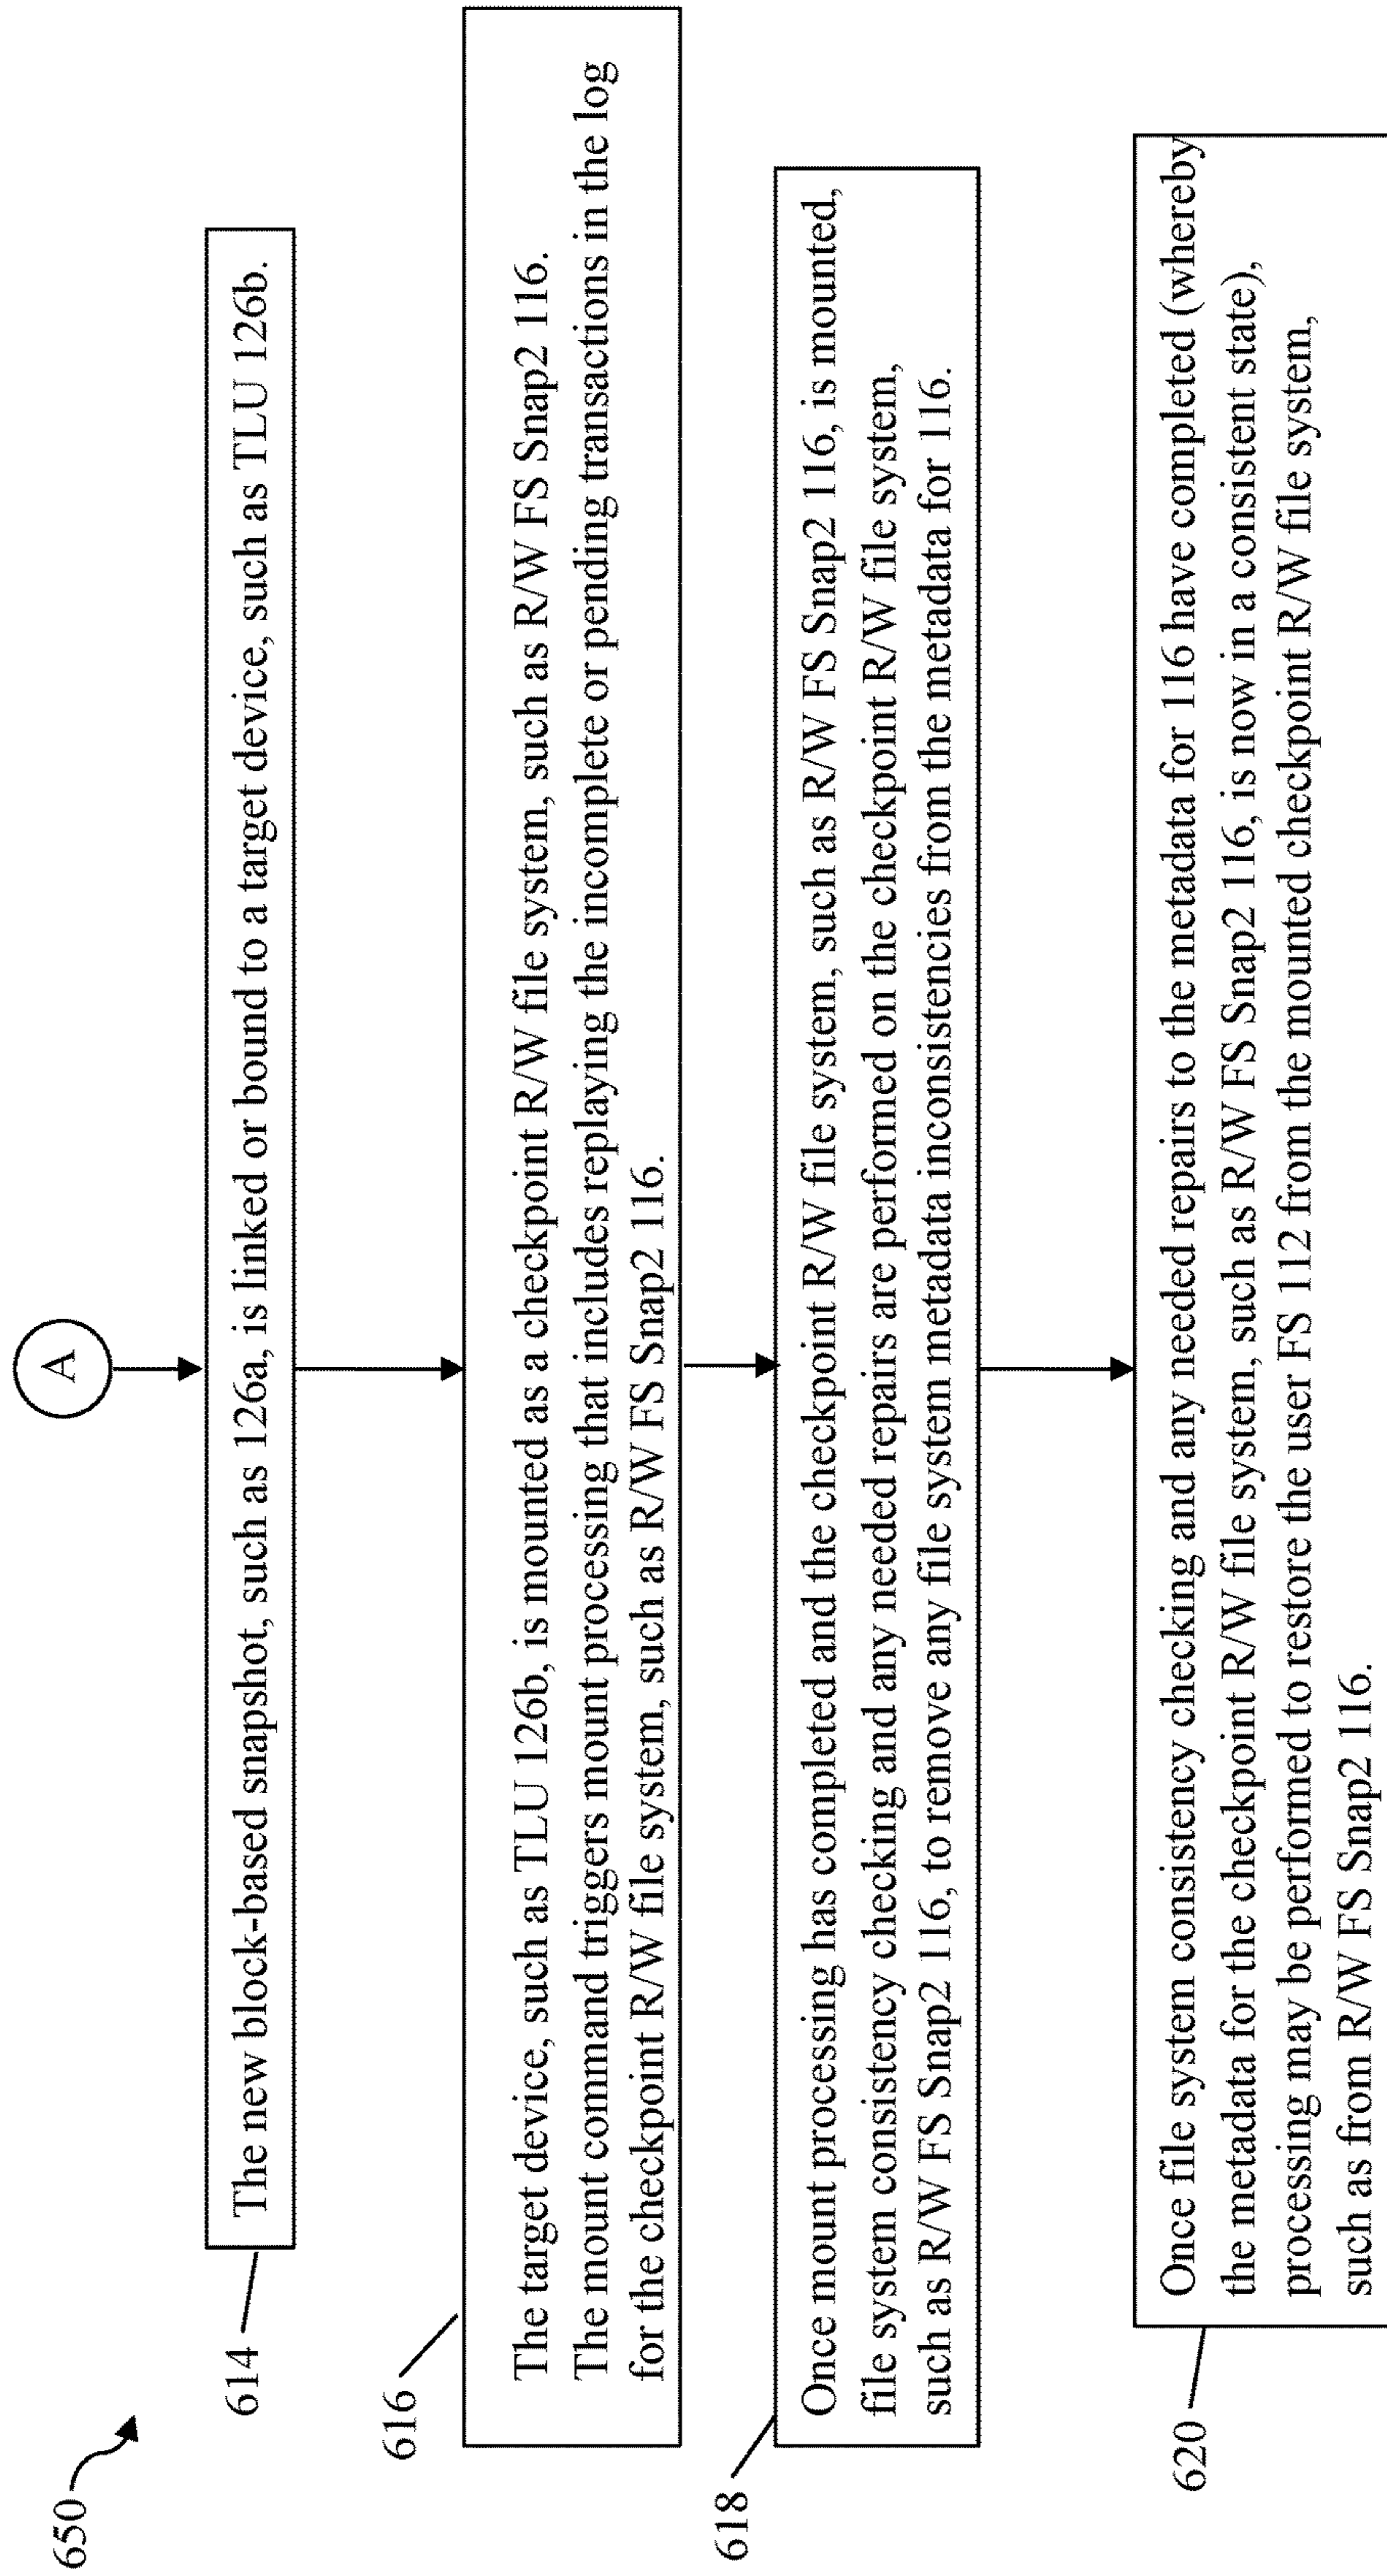 650
A
614
The new block-based snapshot, such as 126a, is linked or bound to a target device, such as TLU 126b.
616
The target device, such as TLU 126b, is mounted as a checkpoint R/W file system, such as R/W FS Snap2 116.
The mount command triggers mount processing that includes replaying the incomplete or pending transactions in the log
for the checkpoint R/W file system, such as R/W FS Snap2 116.
618
Once mount processing has completed and the checkpoint R/W file system, such as R/W FS Snap2 116, is mounted,
file system consistency checking and any needed repairs are performed on the checkpoint R/W file system,
such as R/W FS Snap2 116, to remove any file system metadata inconsistencies from the metadata for 116.
620
Once file system consistency checking and any needed repairs to the metadata for 116 have completed (whereby
the metadata for the checkpoint R/W file system, such as R/W FS Snap2 116, is now in a consistent state),
processing may be performed to restore the user FS 112 from the mounted checkpoint R/W file system,
such as from R/W FS Snap2 116.